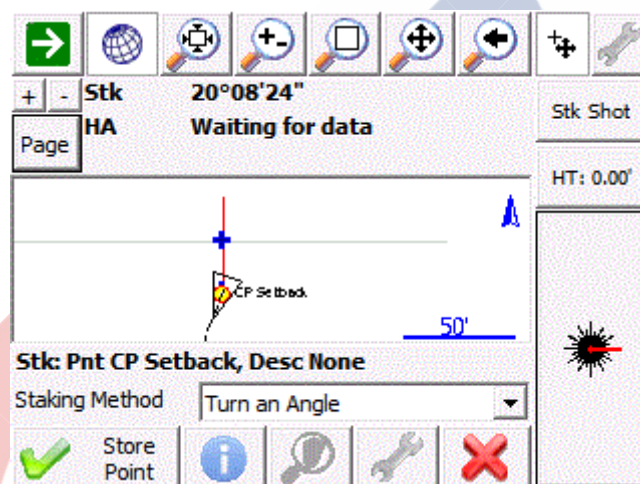 + - Stk 20°08'24"
Stk Shot
Page HA Waiting for data
HT: 0.00'
CP Setback
50'
Stk: Pnt CP Setback, Desc None
Staking Method Turn an Angle
Store
Point